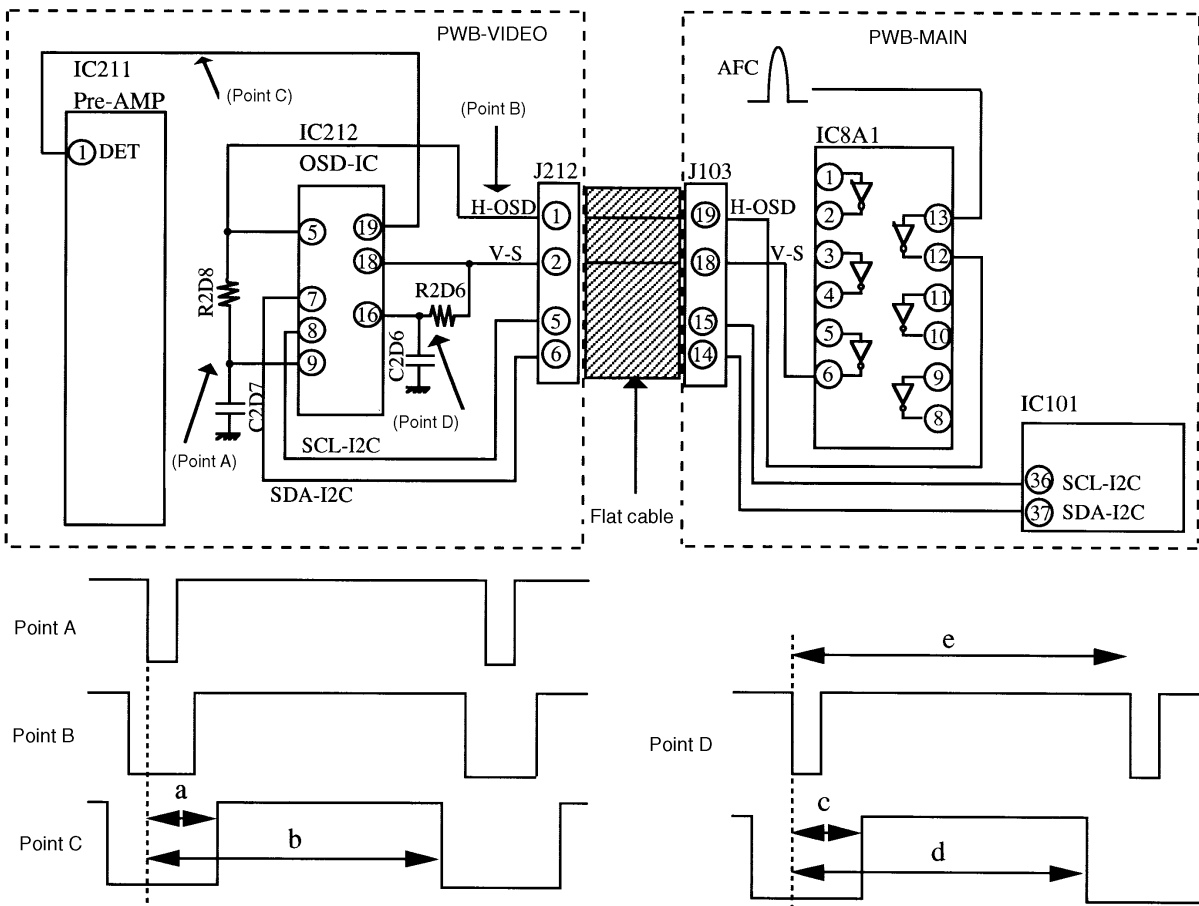 PWB-VIDEO
PWB-MAIN
IC211
Pre-AMP
(Point C)
(Point B)
AFC
1 DET
IC212
OSD-IC
IC8A1
J212
J103
H-OSD
H-OSD
V-S
V-S
5
19
18
7
8
16
9
R2D8
R2D6
C2D6
C2D7
1
2
5
6
19
18
15
14
1
2
3
4
5
6
13
12
11
10
9
8
(Point A)
(Point D)
SCL-I2C
SDA-I2C
Flat cable
IC101
36 SCL-I2C
37 SDA-I2C
Point A
Point B
a
Point C
b
e
Point D
c
d